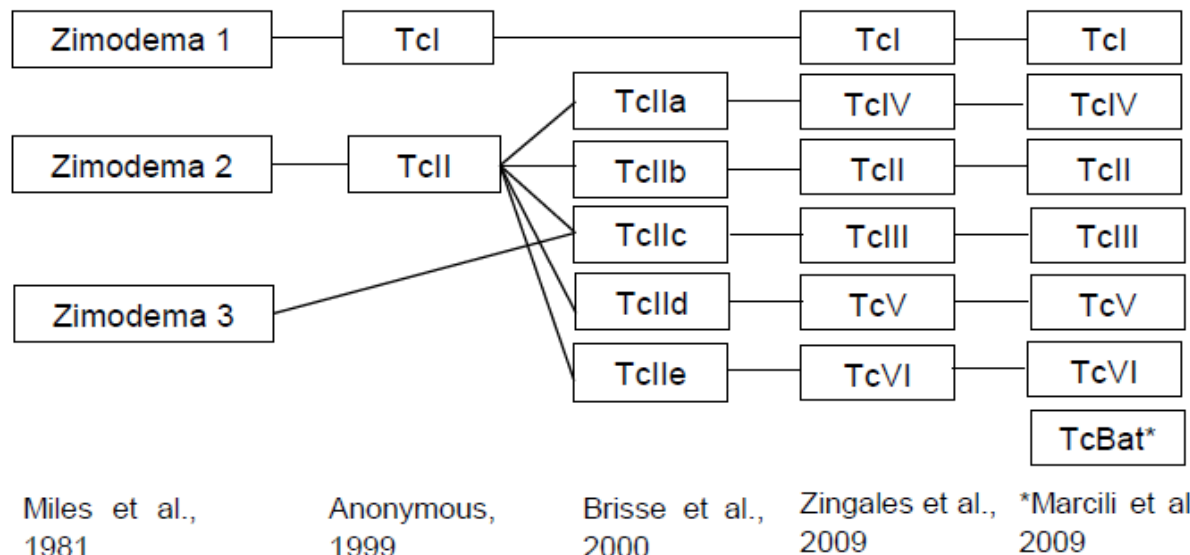 Zimodema 1 TcI TcI TcI
TcIIa TcIV TcIV
Zimodema 2 TcII TcIIb TcII TcII
TcIIc TcIII TcIII
Zimodema 3 TcIId TcV TcV
TcIIe TcVI TcVI
TcBat*
Miles et al., Anonymous, Brisse et al., Zingales et al., *Marcili et al
1981 1999 2000 2009 2009